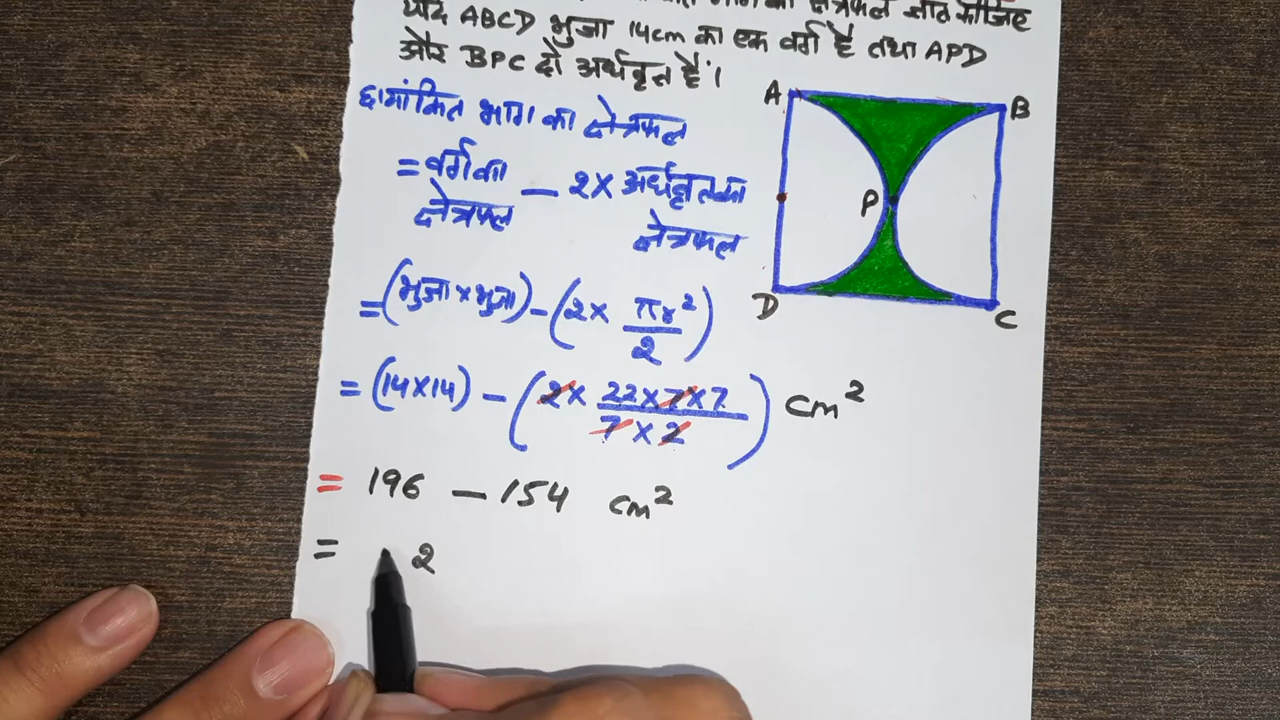 भाग का क्षेत्रफल ज्ञात कीजिए
यदि ABCD भुजा 14cm का एक वर्ग है तथा APD
और BPC दो अर्धवृत हैं।
छायांकित भाग का क्षेत्रफल
= वर्ग का क्षेत्रफल — 2 × अर्धवृत का क्षेत्रफल
= (भुजा × भुजा) - (2 × πr²/2)
= (14×14) - (2 × 22×7×7/7×2) cm²
= 196 — 154 cm²
= 2
A B
P
D C